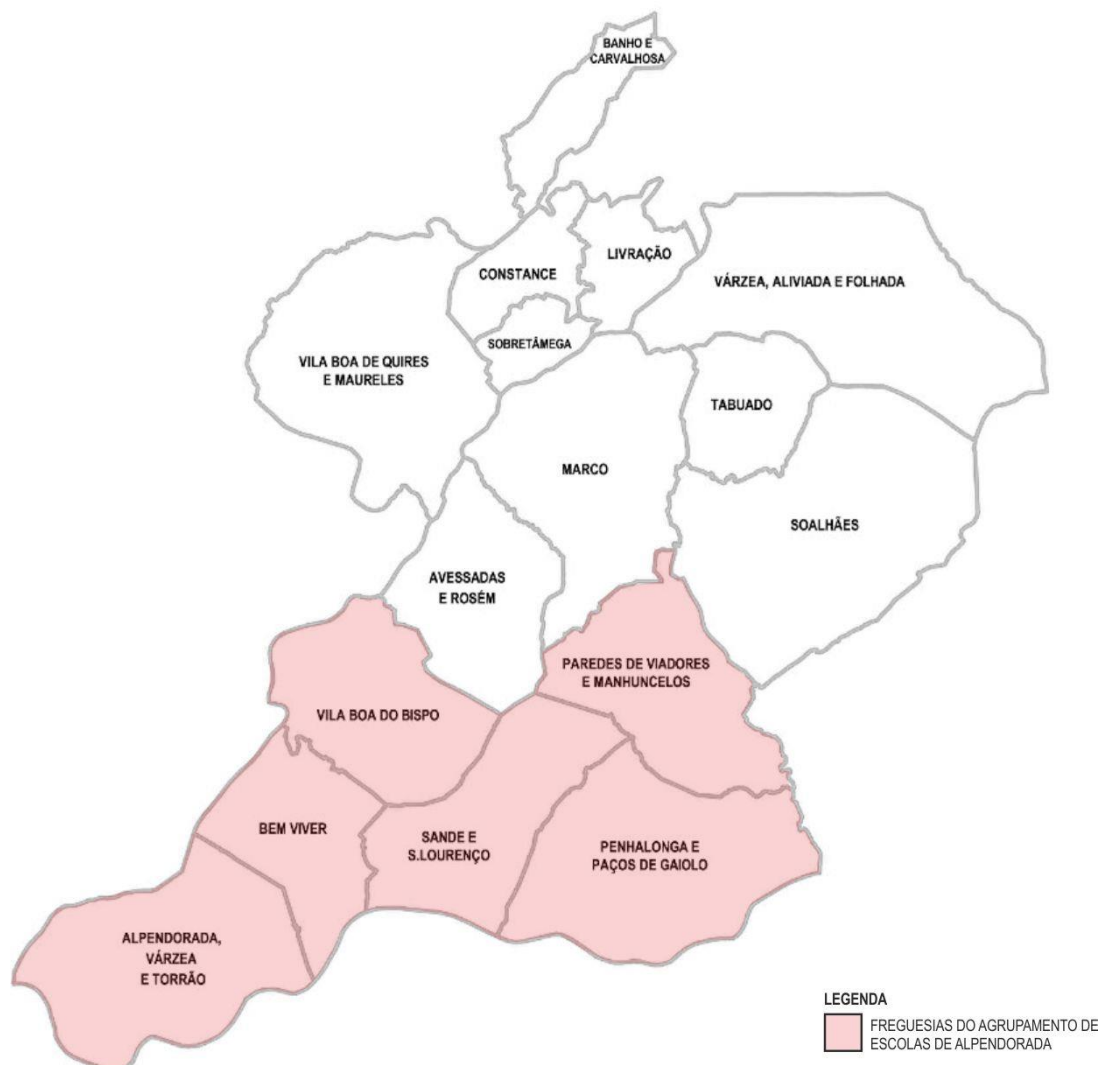 BANHO E
CARVALHOSA
LIVRAÇÃO
CONSTANCE
VÁRZEA, ALIVIADA E FOLHADA
SOBRETÂMEGA
VILA BOA DE QUIRES
E MAURELES
TABUADO
MARCO
SOALHÃES
AVESSADAS
E ROSÉM
PAREDES DE VIADORES
E MANHUNCELOS
VILA BOA DO BISPO
BEM VIVER
SANDE E
S.LOURENÇO
PENHALONGA E
PAÇOS DE GAIOLO
ALPENDORADA,
VÁRZEA
E TORRÃO
LEGENDA
FREGUESIAS DO AGRUPAMENTO DE
ESCOLAS DE ALPENDORADA